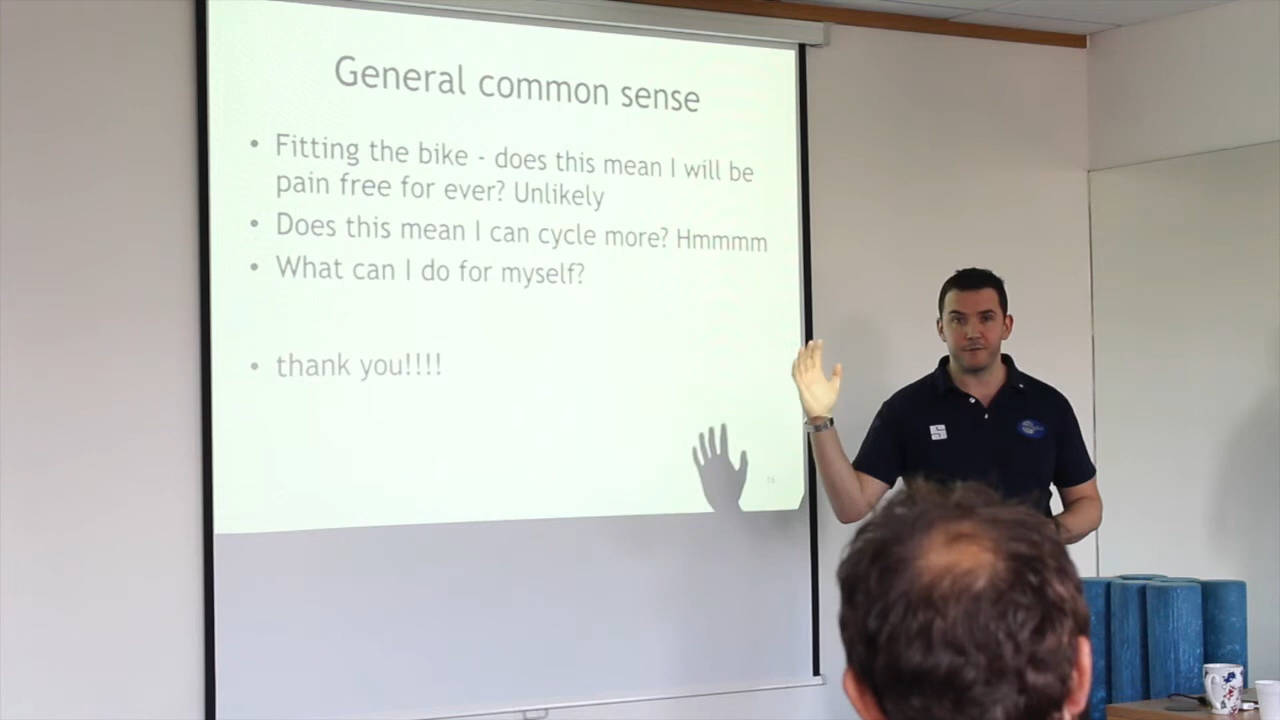 General common sense
• Fitting the bike - does this mean I will be
pain free for ever? Unlikely
• Does this mean I can cycle more? Hmmmm
• What can I do for myself?
• thank you!!!!